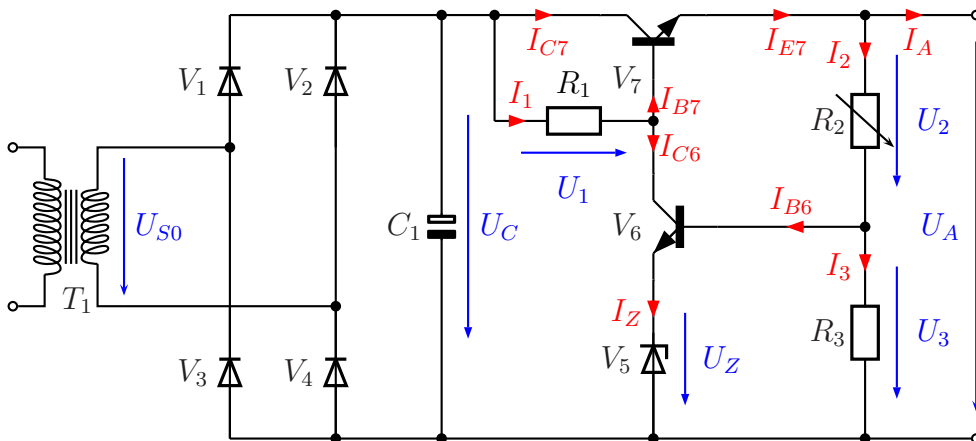 I_C7 I_E7 I_2 I_A
V_1 V_2 V_7
R_1
I_1 I_B7 R_2 U_2
I_C6
U_1
I_B6
U_S0 C_1 U_C V_6 U_A
I_3
T_1
I_Z
R_3 U_3
V_3 V_4 V_5 U_Z